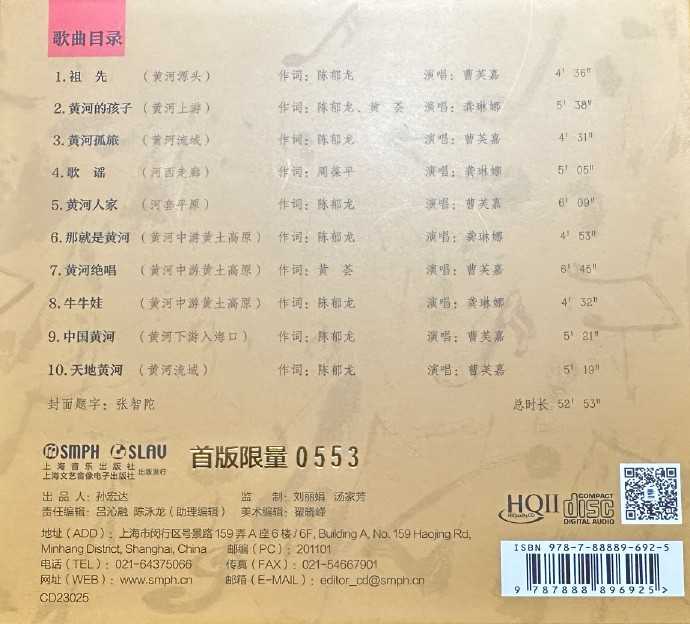 歌曲目录
1.祖 先 （黄河源头） 作词：陈郁龙 演唱：曹芙嘉 4′36″
2.黄河的孩子（黄河上游） 作词：陈郁龙、黄 荟 演唱：龚琳娜 5′38″
3.黄河孤旅 （黄河流域） 作词：陈郁龙 演唱：曹芙嘉 4′31″
4.歌 谣 （河西走廊） 作词：周葆平 演唱：龚琳娜 5′05″
5.黄河人家 （河套平原） 作词：陈郁龙 演唱：曹芙嘉 6′09″
6.那就是黄河（黄河中游黄土高原） 作词：陈郁龙 演唱：龚琳娜 4′53″
7.黄河绝唱 （黄河中游黄土高原） 作词：黄 荟 演唱：曹芙嘉 6′45″
8.牛牛娃 （黄河中游黄土高原） 作词：陈郁龙 演唱：龚琳娜 4′32″
9.中国黄河 （黄河下游入海口） 作词：陈郁龙 演唱：曹芙嘉 5′21″
10.天地黄河 （黄河流域） 作词：陈郁龙 演唱：曹芙嘉 5′19″
封面题字：张智陀 总时长 52′53″
SMPH SLAV
上海音乐出版社
上海文艺音像电子出版社 出版发行
首版限量 0553
出 品 人：孙宏达 监 制：刘丽娟 汤家芳
责任编辑：吕沁融 陈泳龙（助理编辑） 美术编辑：翟晓峰
地址（ADD）：上海市闵行区号景路159弄A座6楼/6F, Building A, No. 159 Haojing Rd,
Minhang District, Shanghai, China 邮编（PC）：201101
电话（TEL）：021-64375066 传真（FAX）：021-54667901
网址（WEB）：www.smph.cn 邮箱（E-MAIL）：editor_cd@smph.cn
CD23025
HQII
HiQualityCD
COMPACT
disc
DIGITAL AUDIO
ISBN 978-7-88889-692-5
9 787888 896925 >